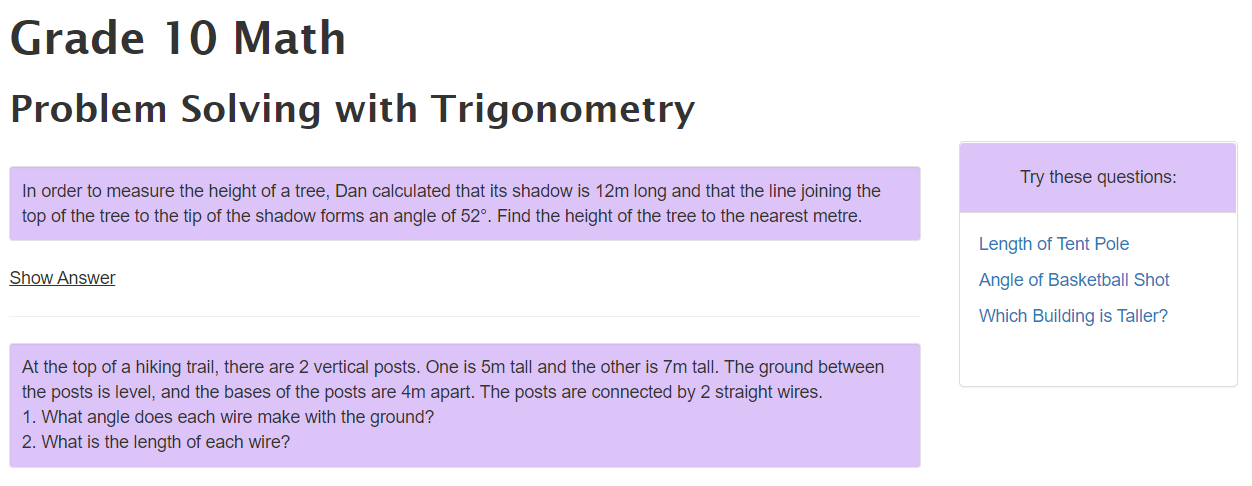 Grade 10 Math
Problem Solving with Trigonometry
In order to measure the height of a tree, Dan calculated that its shadow is 12m long and that the line joining the
top of the tree to the tip of the shadow forms an angle of 52°. Find the height of the tree to the nearest metre.
Show Answer
At the top of a hiking trail, there are 2 vertical posts. One is 5m tall and the other is 7m tall. The ground between
the posts is level, and the bases of the posts are 4m apart. The posts are connected by 2 straight wires.
1. What angle does each wire make with the ground?
2. What is the length of each wire?
Try these questions:
Length of Tent Pole
Angle of Basketball Shot
Which Building is Taller?